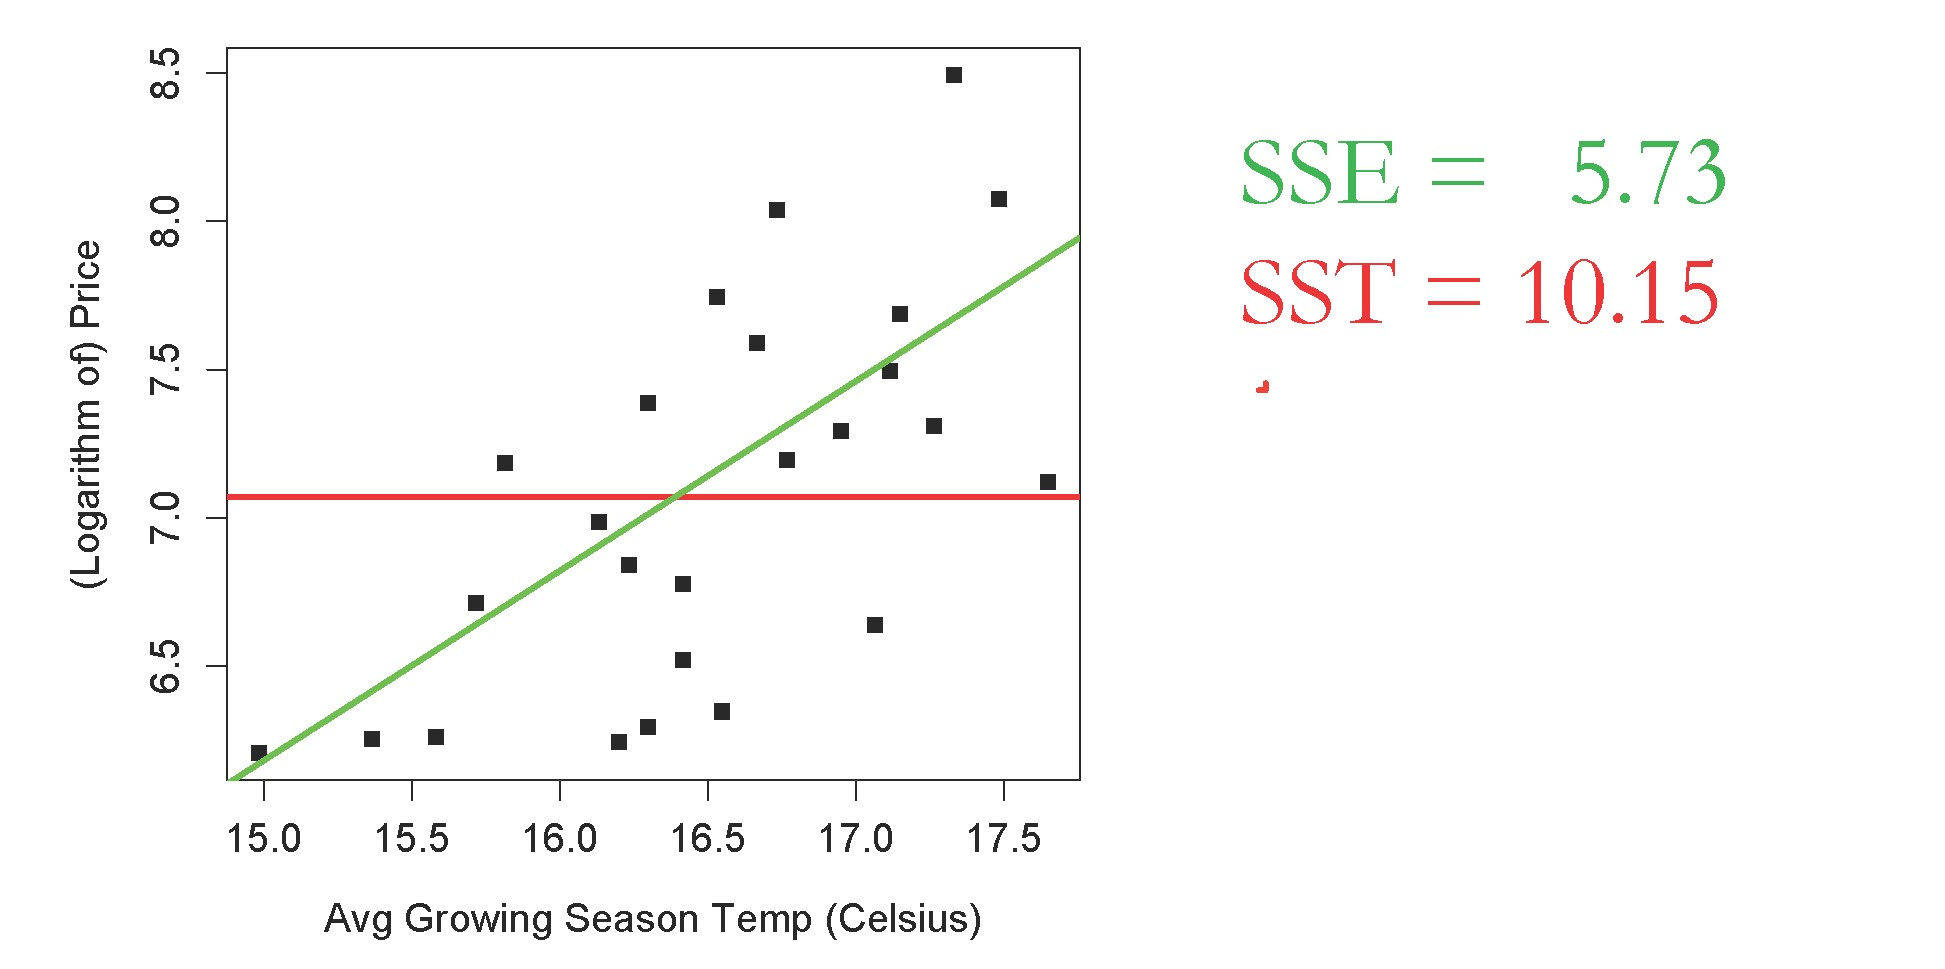 8.5
8.0
7.5
7.0
6.5
(Logarithm of) Price
15.0 15.5 16.0 16.5 17.0 17.5
Avg Growing Season Temp (Celsius)
SSE = 5.73
SST = 10.15